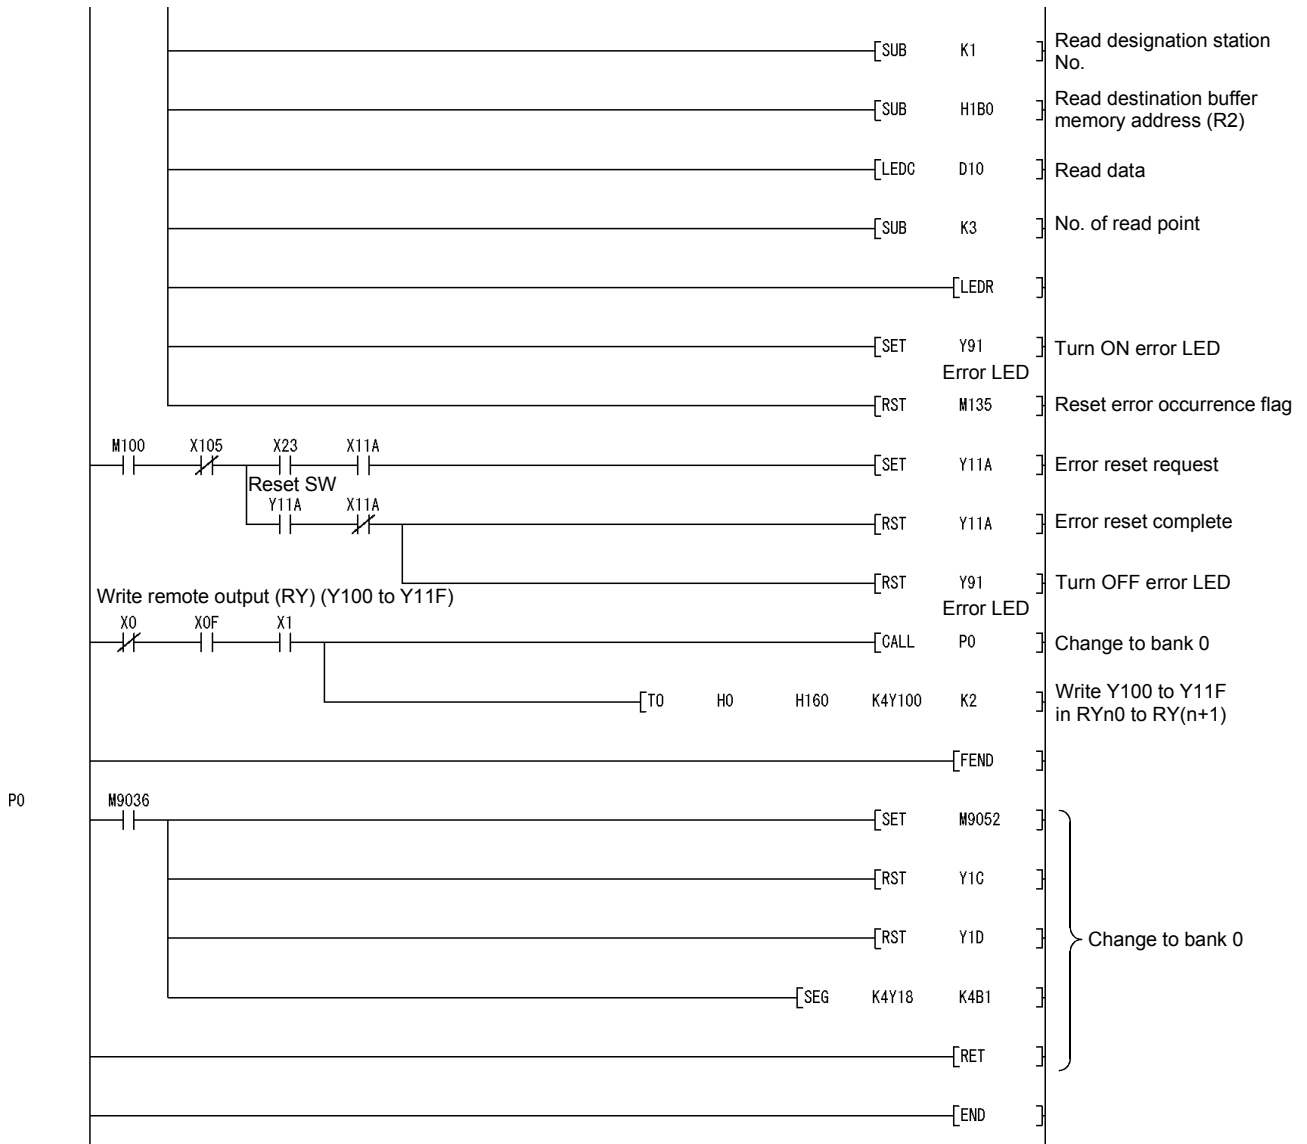 [SUB K1 ] Read designation station
No.
[SUB H1B0 ] Read destination buffer
memory address (R2)
[LEDC D10 ] Read data
[SUB K3 ] No. of read point
[LEDR ]
[SET Y91 ] Turn ON error LED
Error LED
[RST M135 ] Reset error occurrence flag
M100 X105 X23 X11A
[SET Y11A ] Error reset request
Reset SW
Y11A X11A
[RST Y11A ] Error reset complete
[RST Y91 ] Turn OFF error LED
Error LED
Write remote output (RY) (Y100 to Y11F)
X0 X0F X1
[CALL P0 ] Change to bank 0
[TO H0 H160 K4Y100 K2 ] Write Y100 to Y11F
in RYn0 to RY(n+1)
[FEND ]
P0 M9036
[SET M9052 ]
[RST Y1C ]
[RST Y1D ] Change to bank 0
[SEG K4Y18 K4B1 ]
[RET ]
[END ]